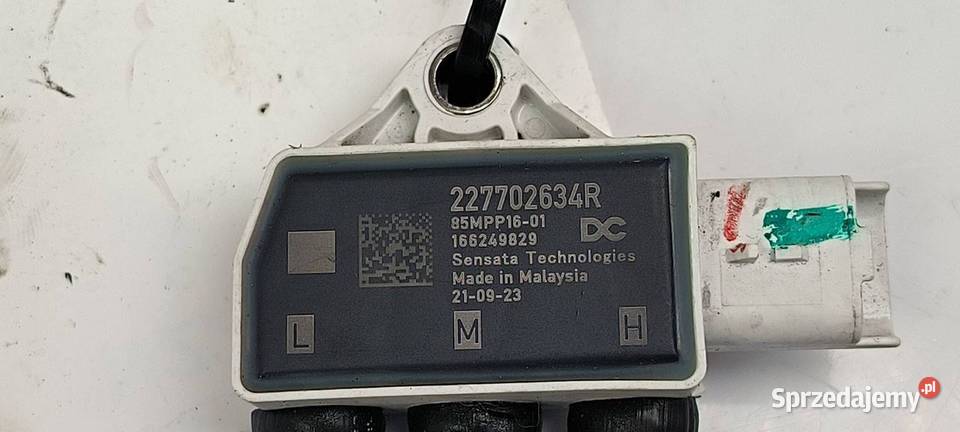 227702634R
85MPP16-01
166249829
DC
Sensata Technologies
Made in Malaysia
21-09-23
L M H
Sprzedajemy.pl